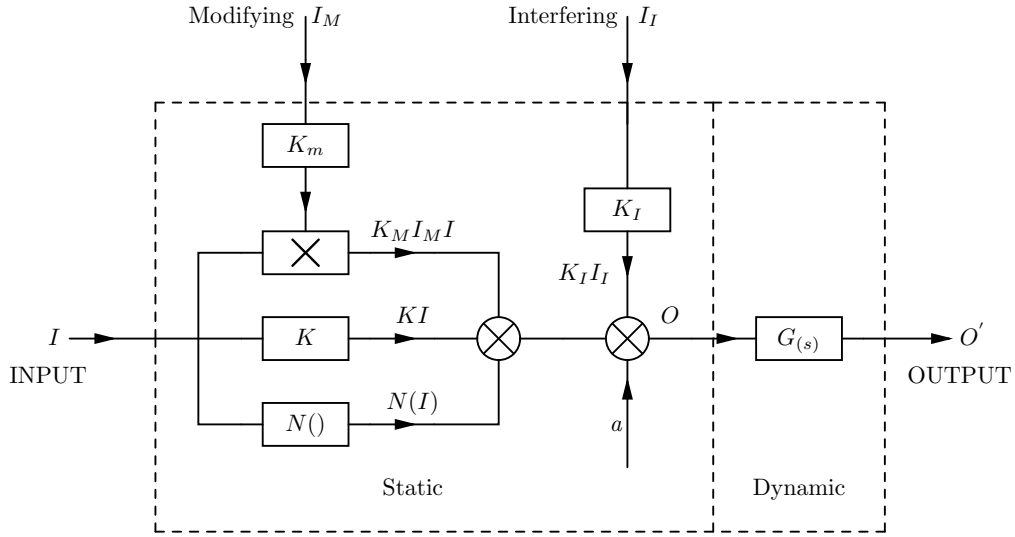 Modifying I_M
Interfering I_I
K_m
K_I
K_M I_M I
K_I I_I
I
INPUT
K
KI
O
G_(s)
O'
OUTPUT
N()
N(I)
a
Static
Dynamic